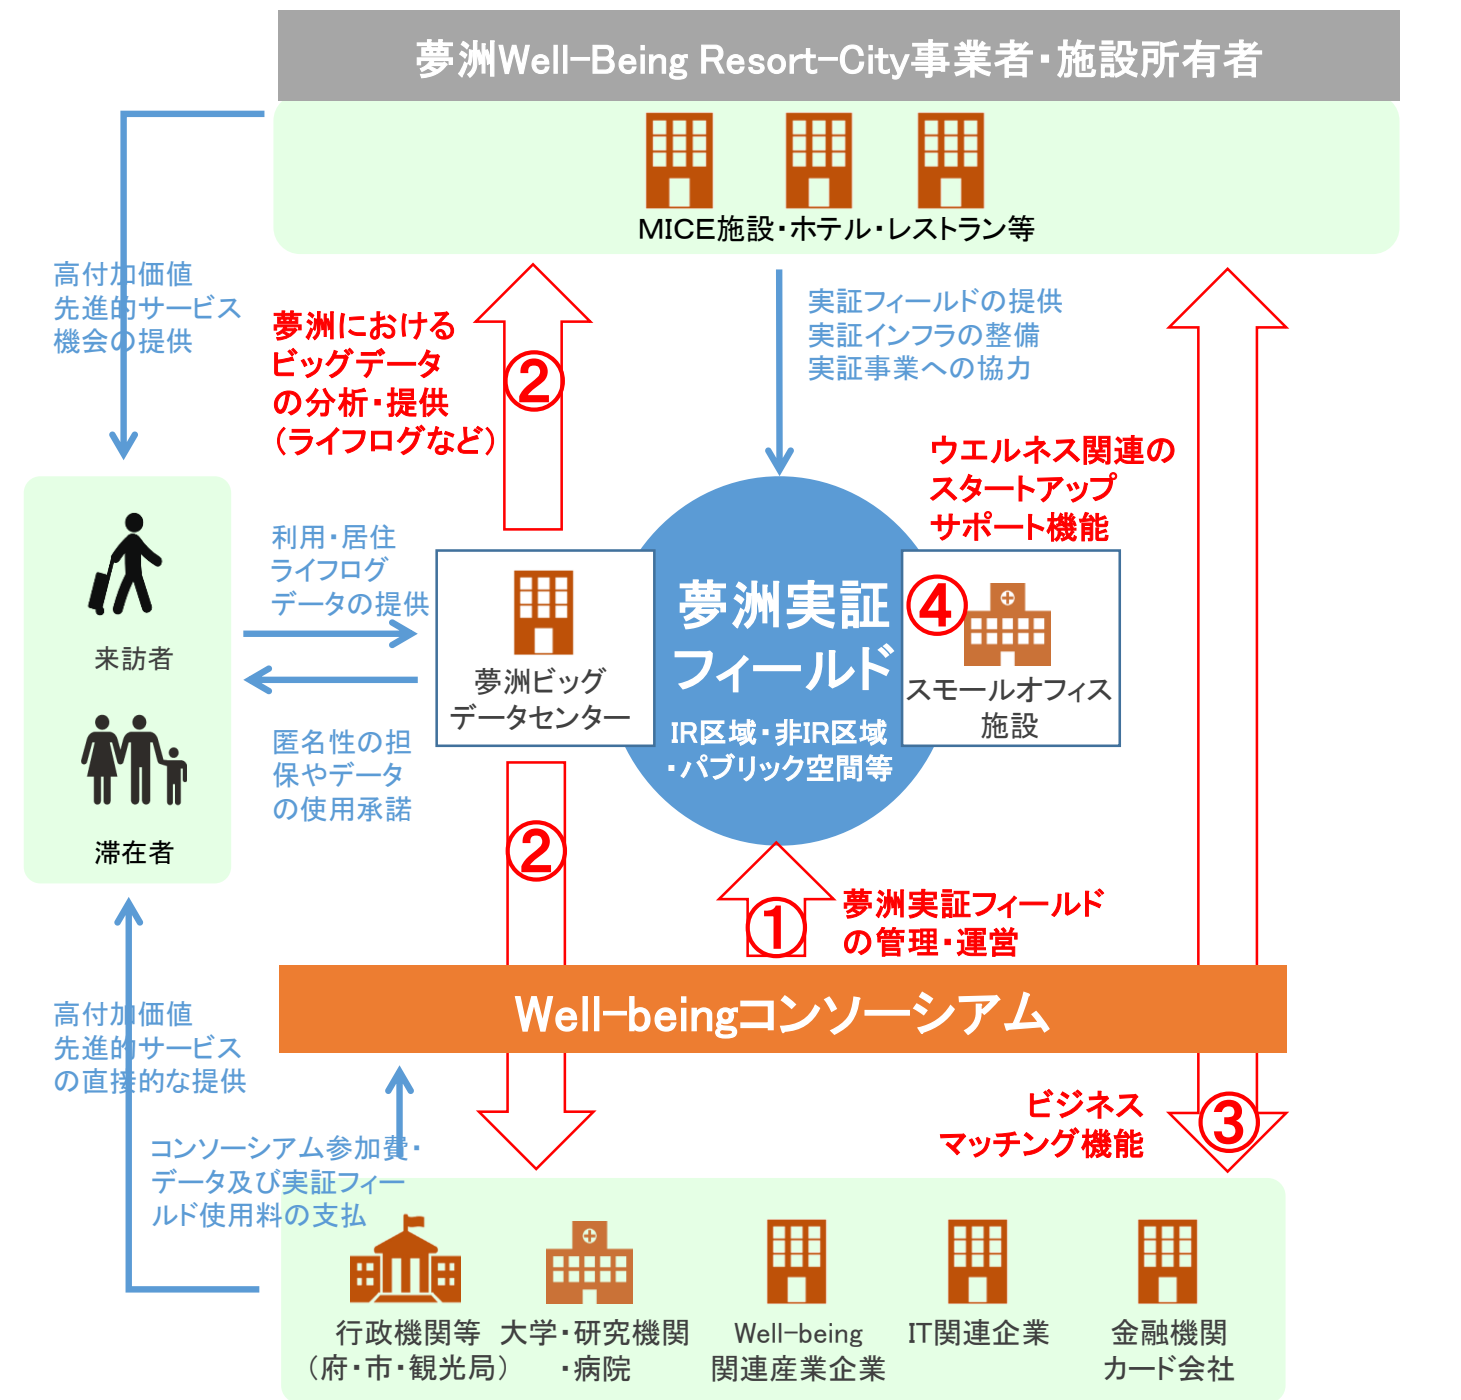 夢洲Well-Being Resort-City事業者・施設所有者
MICE施設・ホテル・レストラン等
高付加価値
先進的サービス
機会の提供
夢洲における
ビッグデータ
の分析・提供
（ライフログなど）
②
実証フィールドの提供
実証インフラの整備
実証事業への協力
ウエルネス関連の
スタートアップ
サポート機能
来訪者
滞在者
利用・居住
ライフログ
データの提供
匿名性の担
保やデータ
の使用承諾
夢洲ビッグ
データセンター
夢洲実証
フィールド
IR区域・非IR区域
・パブリック空間等
④
スモールオフィス
施設
②
①
夢洲実証フィールド
の管理・運営
Well-beingコンソーシアム
高付加価値
先進的サービス
の直接的な提供
コンソーシアム参加費・
データ及び実証フィー
ルド使用料の支払
ビジネス
マッチング機能
③
行政機関等
（府・市・観光局）
大学・研究機関
・病院
Well-being
関連産業企業
IT関連企業
金融機関
カード会社